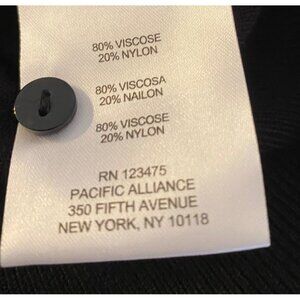 80% VISCOSE
20% NYLON
80% VISCOSA
20% NAILON
80% VISCOSE
20% NYLON
RN 123475
PACIFIC ALLIANCE
350 FIFTH AVENUE
NEW YORK, NY 10118